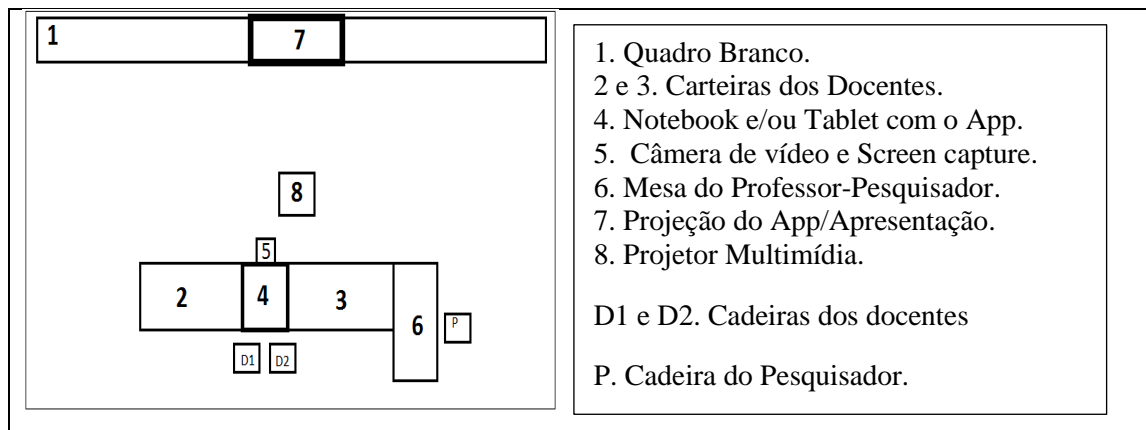 1
7
8
5
2
4
3
6
P
D1
D2
1. Quadro Branco.
2 e 3. Carteiras dos Docentes.
4. Notebook e/ou Tablet com o App.
5. Câmera de vídeo e Screen capture.
6. Mesa do Professor-Pesquisador.
7. Projeção do App/Apresentação.
8. Projetor Multimídia.
D1 e D2. Cadeiras dos docentes
P. Cadeira do Pesquisador.